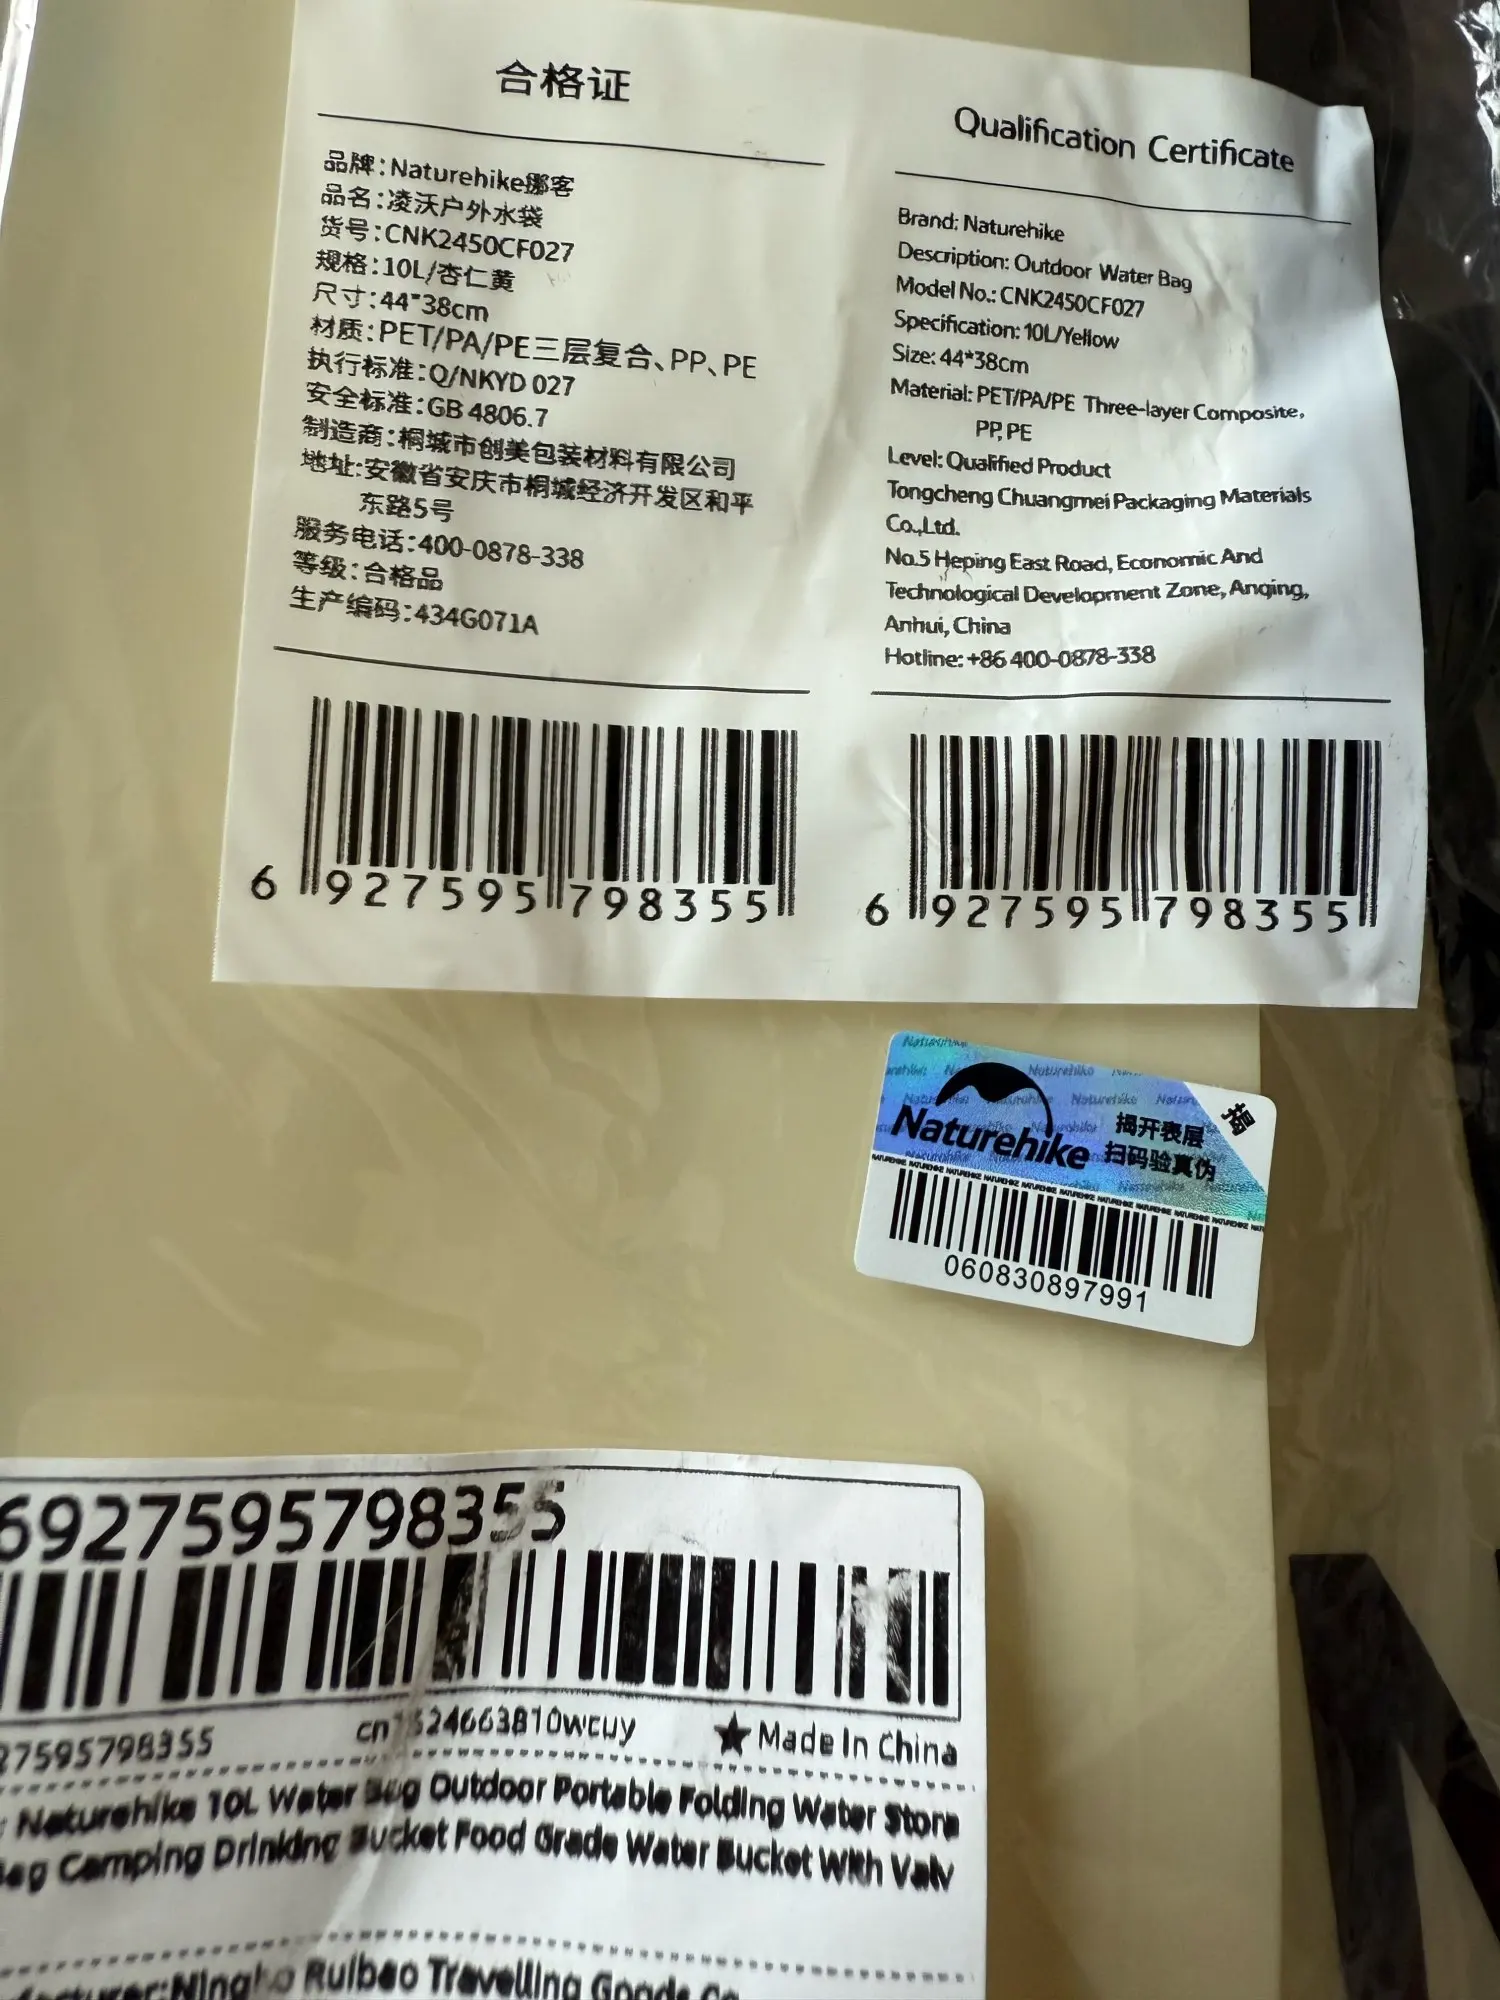 合格证
品牌:Naturehike挪客
品名:凌沃户外水袋
货号:CNK2450CF027
规格:10L/杏仁黄
尺寸:44*38cm
材质:PET/PA/PE三层复合、PP、PE
执行标准:Q/NKYD 027
安全标准:GB 4806.7
制造商:桐城市创美包装材料有限公司
地址:安徽省安庆市桐城经济开发区和平
东路5号
服务电话:400-0878-338
等级:合格品
生产编码:434G071A
6 927595 798355
Qualification Certificate
Brand: Naturehike
Description: Outdoor Water Bag
Model No.: CNK2450CF027
Specification: 10L/Yellow
Size: 44*38cm
Material: PET/PA/PE Three-layer Composite,
PP, PE
Level: Qualified Product
Tongcheng Chuangmei Packaging Materials
Co.,Ltd.
No.5 Heping East Road, Economic And
Technological Development Zone, Anqing,
Anhui, China
Hotline: +86 400-0878-338
6 927595 798355
揭
Naturehike
揭开表层
扫码验真伪
060830897991
6927595798355
27595798355
★ Made In China
Naturehike 10L Water Bag Outdoor Portable Folding Water Stora
Bag Camping Drinking Bucket Food Grade Water Bucket With Valv
Ruibao Travelling Goods Co